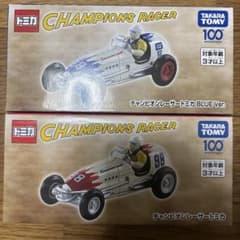 トミカ CHAMPIONS RACER
TAKARA TOMY
100
対象年齢
3才以上
チャンピオンレーサートミカ BLUE Ver.
トミカ CHAMPIONS RACER
TAKARA TOMY
100
対象年齢
3才以上
98
チャンピオンレーサートミカ